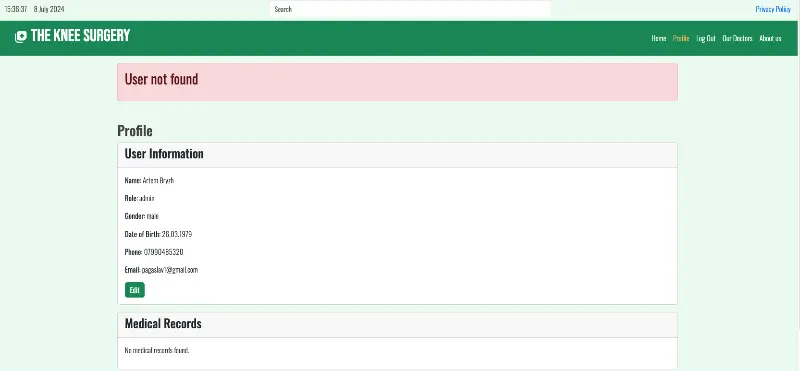 15:36:37 8 July 2024 Search Privacy Policy
THE KNEE SURGERY Home Profile Log Out Our Doctors About us
User not found
Profile
User Information
Name: Artem Bryzh
Role: admin
Gender: male
Date of Birth: 26.03.1979
Phone: 07990485320
Email: pagaslav1@gmail.com
Edit
Medical Records
No medical records found.